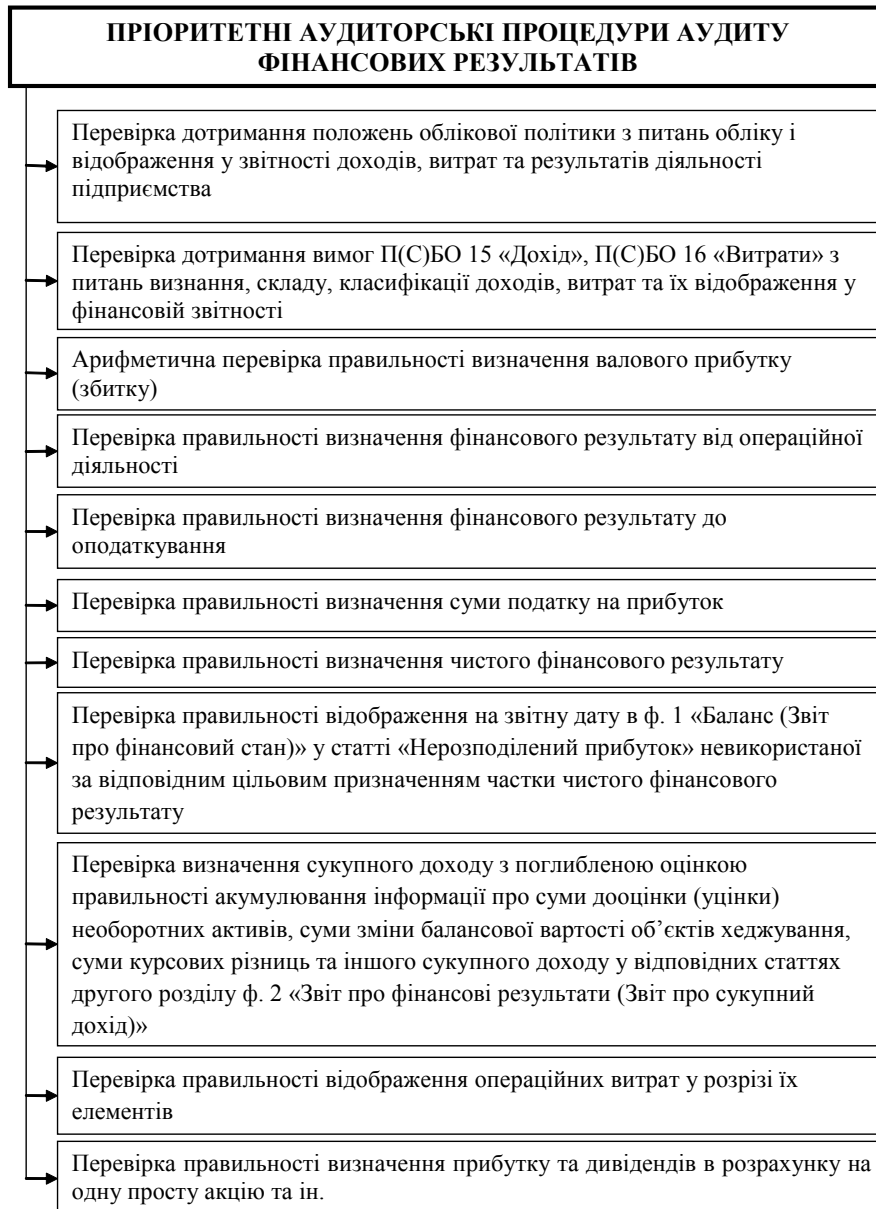 ПРІОРИТЕТНІ АУДИТОРСЬКІ ПРОЦЕДУРИ АУДИТУ
ФІНАНСОВИХ РЕЗУЛЬТАТІВ
Перевірка дотримання положень облікової політики з питань обліку і
відображення у звітності доходів, витрат та результатів діяльності
підприємства
Перевірка дотримання вимог П(С)БО 15 «Дохід», П(С)БО 16 «Витрати» з
питань визнання, складу, класифікації доходів, витрат та їх відображення у
фінансовій звітності
Арифметична перевірка правильності визначення валового прибутку
(збитку)
Перевірка правильності визначення фінансового результату від операційної
діяльності
Перевірка правильності визначення фінансового результату до
оподаткування
Перевірка правильності визначення суми податку на прибуток
Перевірка правильності визначення чистого фінансового результату
Перевірка правильності відображення на звітну дату в ф. 1 «Баланс (Звіт
про фінансовий стан)» у статті «Нерозподілений прибуток» невикористаної
за відповідним цільовим призначенням частки чистого фінансового
результату
Перевірка визначення сукупного доходу з поглибленою оцінкою
правильності акумулювання інформації про суми дооцінки (уцінки)
необоротних активів, суми зміни балансової вартості об’єктів хеджування,
суми курсових різниць та іншого сукупного доходу у відповідних статтях
другого розділу ф. 2 «Звіт про фінансові результати (Звіт про сукупний
дохід)»
Перевірка правильності відображення операційних витрат у розрізі їх
елементів
Перевірка правильності визначення прибутку та дивідендів в розрахунку на
одну просту акцію та ін.